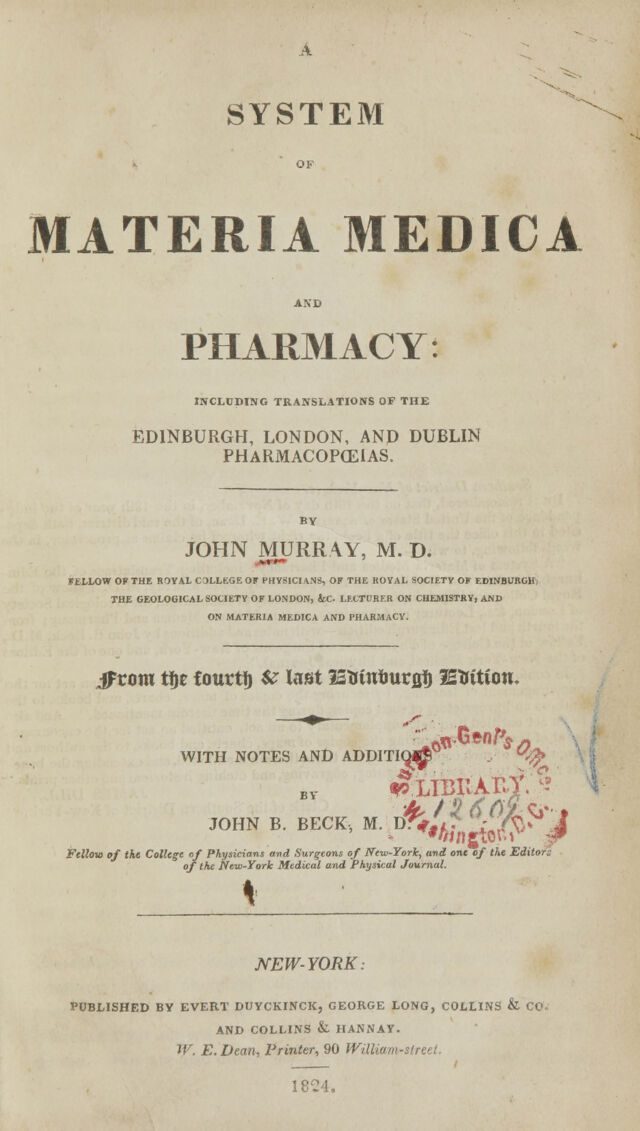 A
SYSTEM
OF
MATERIA MEDICA
AND
PHARMACY:
INCLUDING TRANSLATIONS OF THE
EDINBURGH, LONDON, AND DUBLIN
PHARMACOPŒIAS.
BY
JOHN MURRAY, M. D.
FELLOW OF THE ROYAL COLLEGE OF PHYSICIANS, OF THE ROYAL SOCIETY OF EDINBURGH,
THE GEOLOGICAL SOCIETY OF LONDON, &C. LECTURER ON CHEMISTRY, AND
ON MATERIA MEDICA AND PHARMACY.
From the fourth & last Edinburgh Edition.
WITH NOTES AND ADDITIONS
BY
JOHN B. BECK, M. D.
Fellow of the College of Physicians and Surgeons of New-York, and one of the Editors
of the New-York Medical and Physical Journal.
Surgeon-Genl's Office
LIBRARY.
12609
Washington, D.C.
NEW-YORK:
PUBLISHED BY EVERT DUYCKINCK, GEORGE LONG, COLLINS & CO.
AND COLLINS & HANNAY.
W. E. Dean, Printer, 90 William-street.
1824.